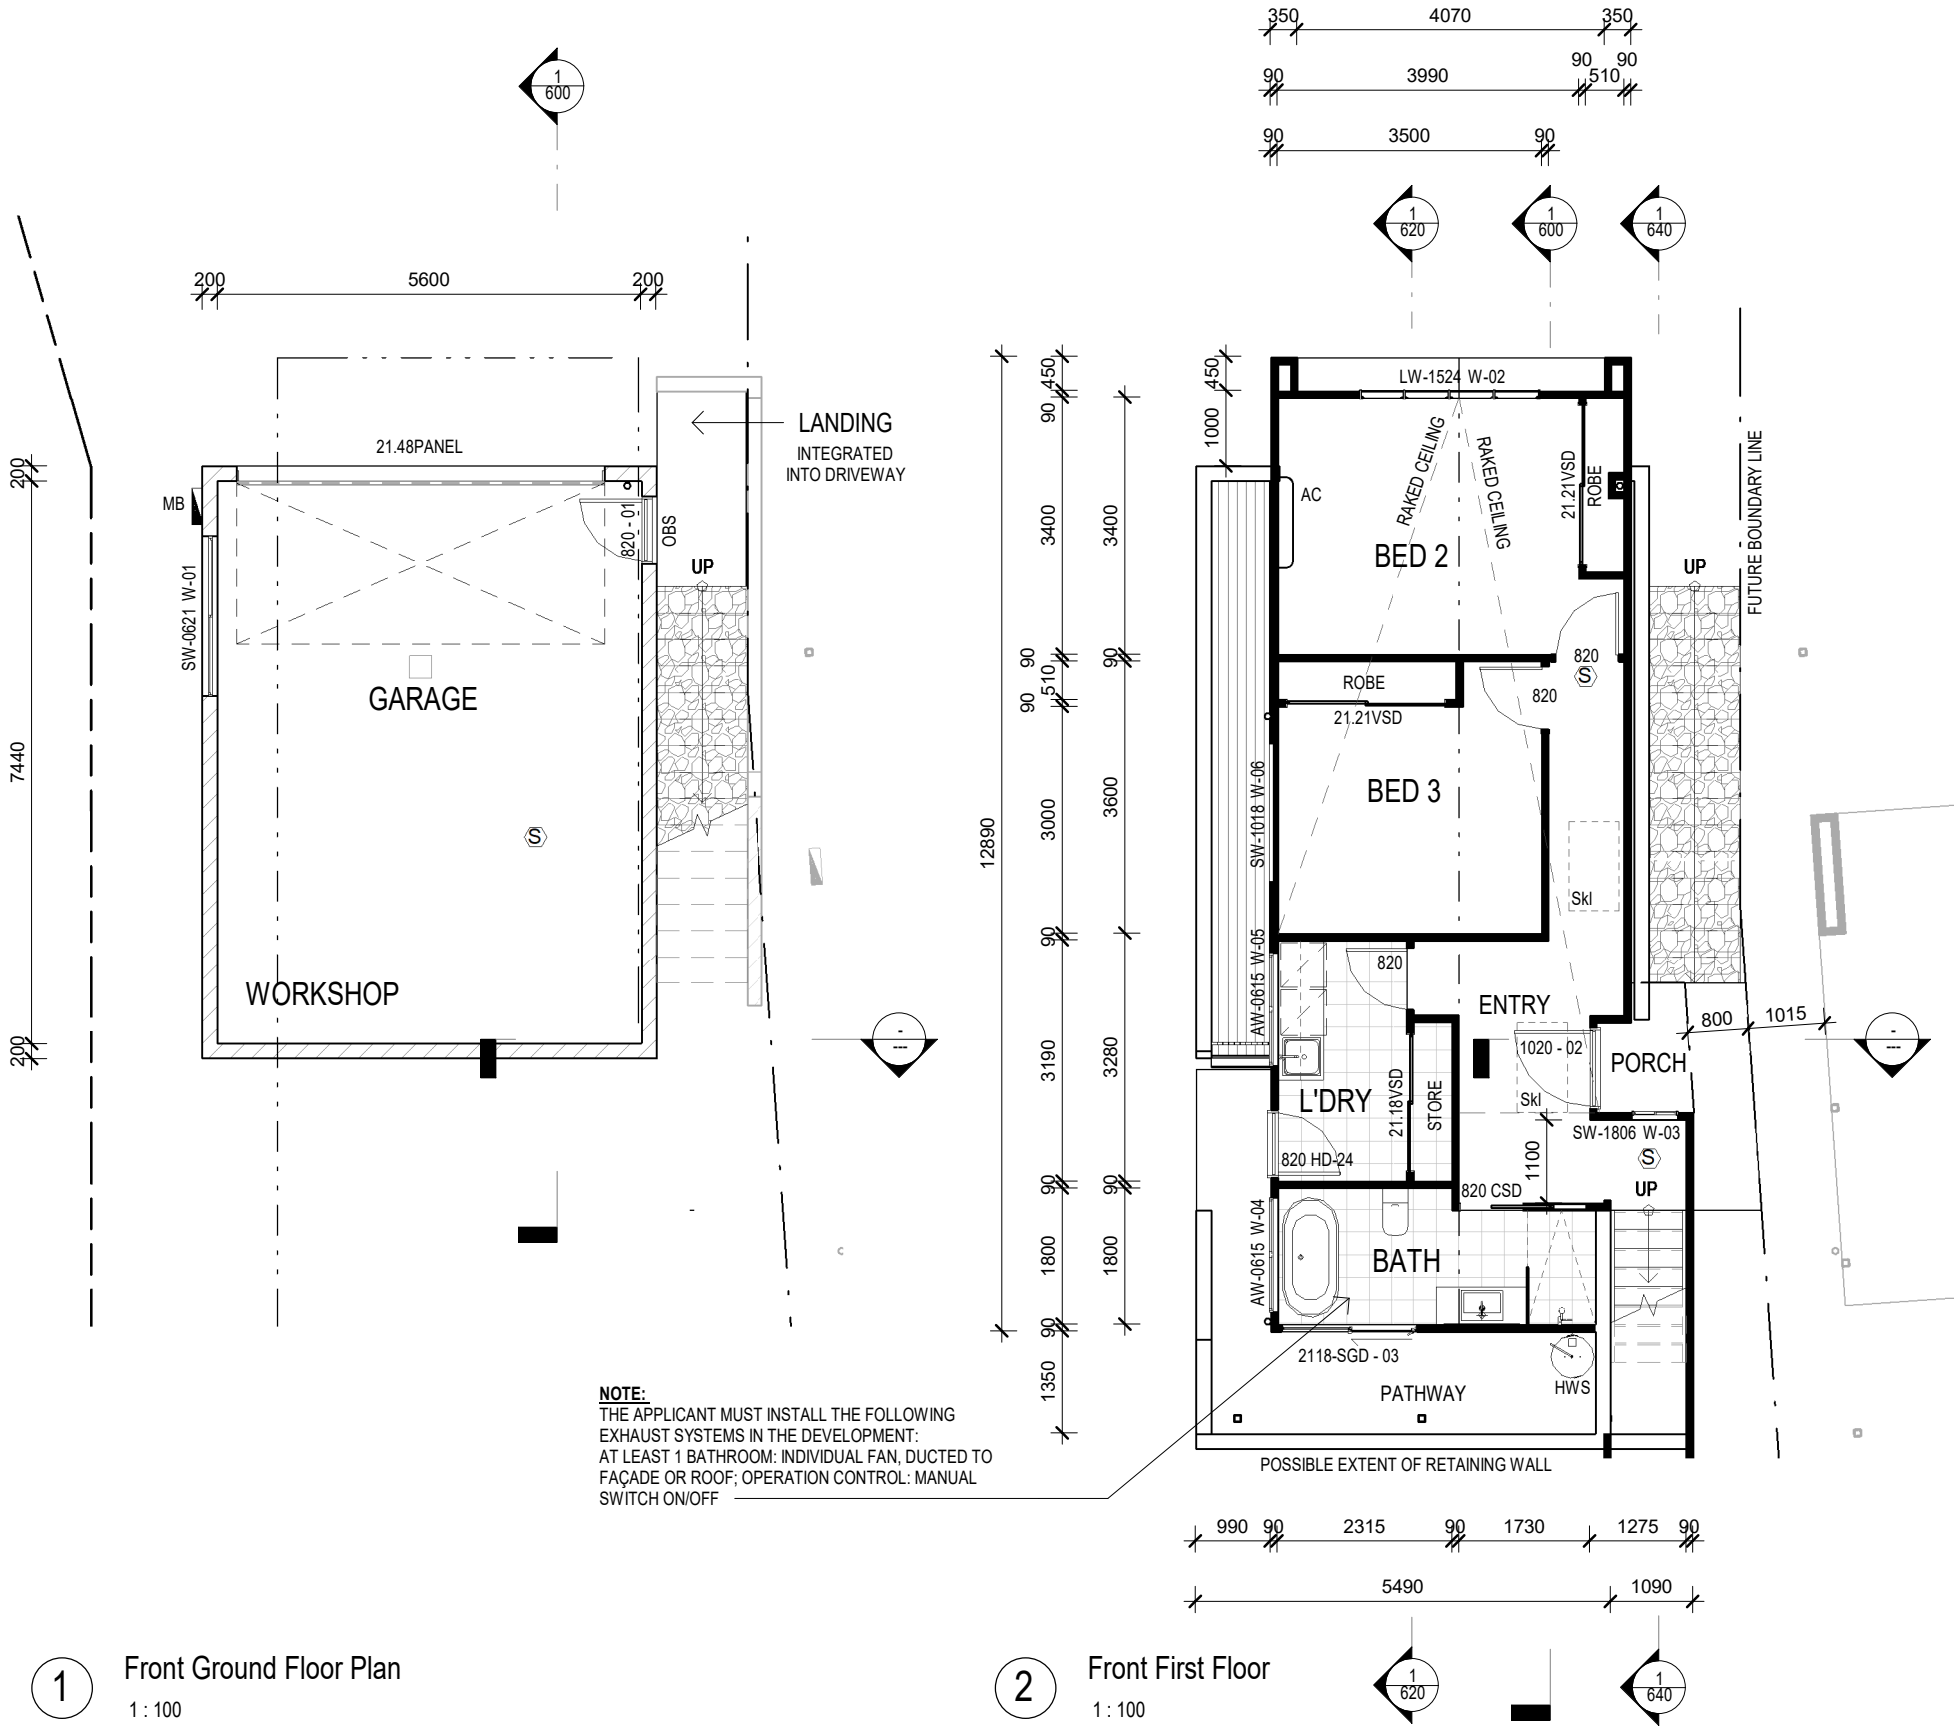 350 4070 350
90 90
90 3990 510
90 3500 90
1
600
1
620
1
600
1
640
200 5600 200
21.48PANEL
MB
SW-0621 W-01
820 - 01
OBS
LANDING
INTEGRATED
INTO DRIVEWAY
UP
GARAGE
S
WORKSHOP
200
7440
200
-
---
-
12890
450
90
3400
90
510
90
3000
90
3190
90
1800
90
1350
3400
90
3600
3280
90
1800
450
1000
LW-1524 W-02
RAKED CEILING
RAKED CEILING
21.21VSD
ROBE
AC
BED 2
UP
FUTURE BOUNDARY LINE
820
S
ROBE
820
21.21VSD
BED 3
SW-1018 W-06
Skl
AW-0615 W-05
820
ENTRY
800 1015
1020 - 02
PORCH
-
---
L'DRY
21.18VSD
STORE
Skl
SW-1806 W-03
1100
S
820 HD-24
820 CSD
UP
AW-0615 W-04
BATH
2118-SGD - 03
HWS
PATHWAY
POSSIBLE EXTENT OF RETAINING WALL
NOTE:
THE APPLICANT MUST INSTALL THE FOLLOWING
EXHAUST SYSTEMS IN THE DEVELOPMENT:
AT LEAST 1 BATHROOM: INDIVIDUAL FAN, DUCTED TO
FAÇADE OR ROOF; OPERATION CONTROL: MANUAL
SWITCH ON/OFF
990 90 2315 90 1730 1275 90
5490 1090
1 Front Ground Floor Plan
1 : 100
2 Front First Floor
1 : 100
1
620
1
640